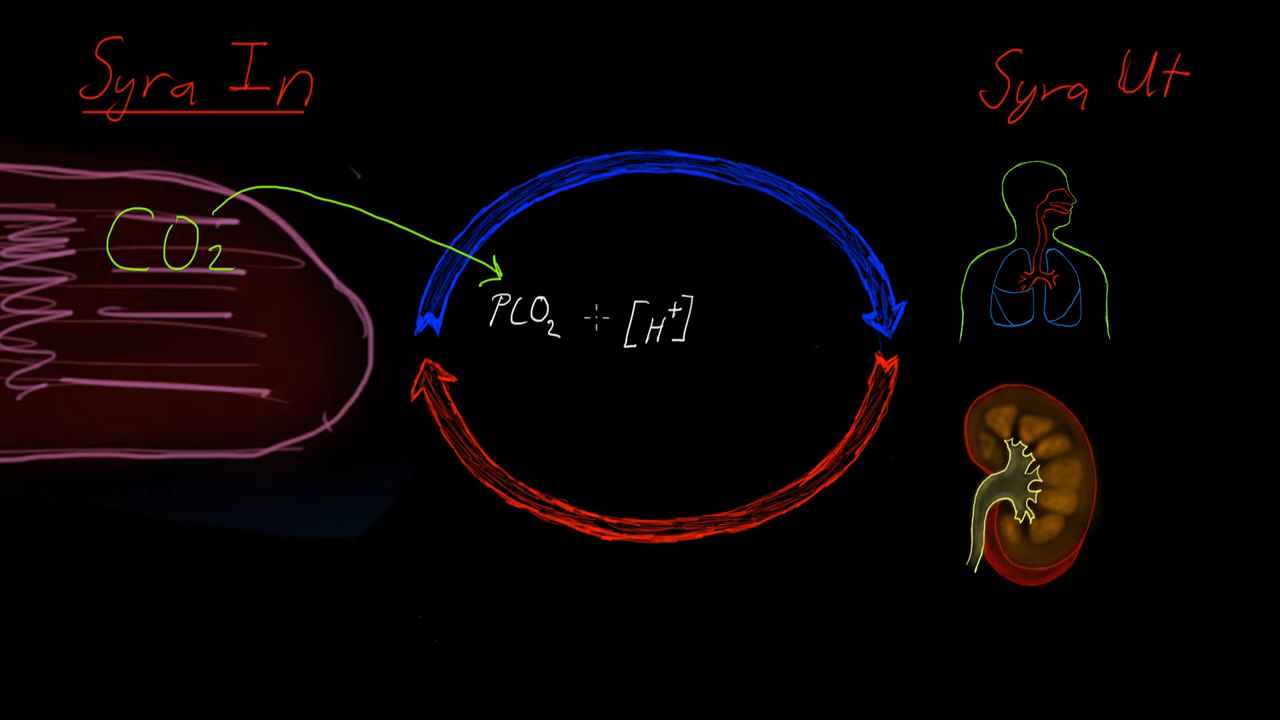 Syra In
Syra Ut
CO₂
PCO₂ [H⁺]